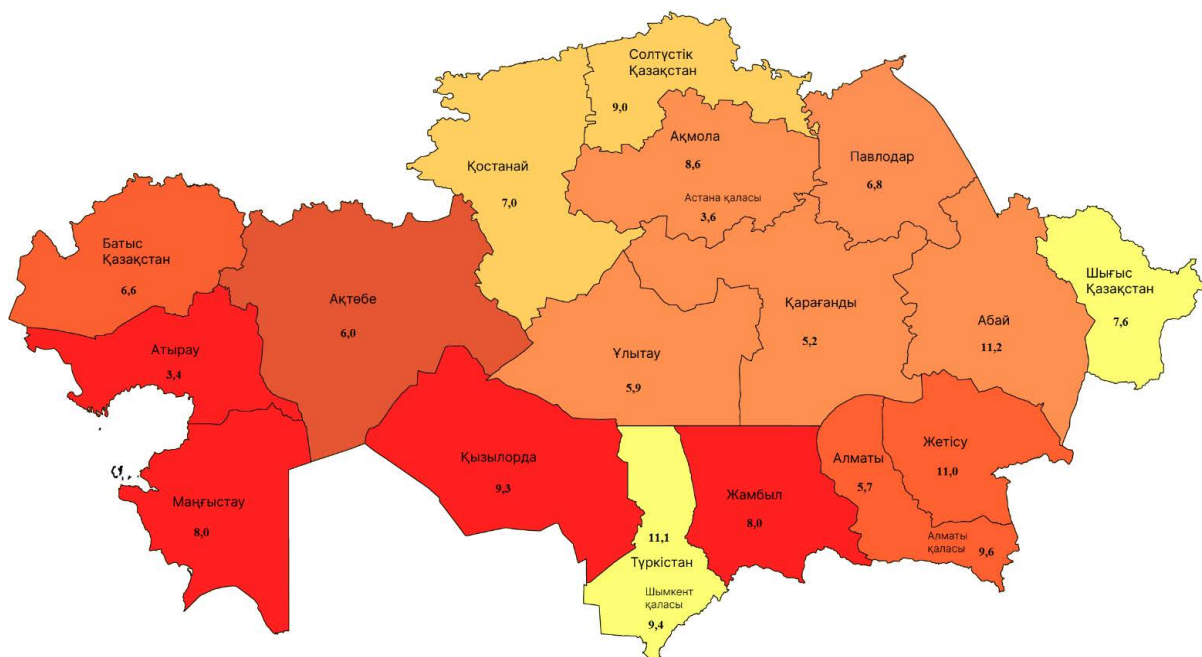 Солтүстік
Қазақстан
9,0
Ақмола
8,6
Астана қаласы
3,6
Қостанай
7,0
Павлодар
6,8
Батыс
Қазақстан
6,6
Ақтөбе
6,0
Атырау
3,4
Маңғыстау
8,0
Қызылорда
9,3
Ұлытау
5,9
Қарағанды
5,2
Абай
11,2
Шығыс
Қазақстан
7,6
Жетісу
11,0
Алматы
5,7
Алматы
қаласы
9,6
Жамбыл
8,0
11,1
Түркістан
Шымкент
қаласы
9,4